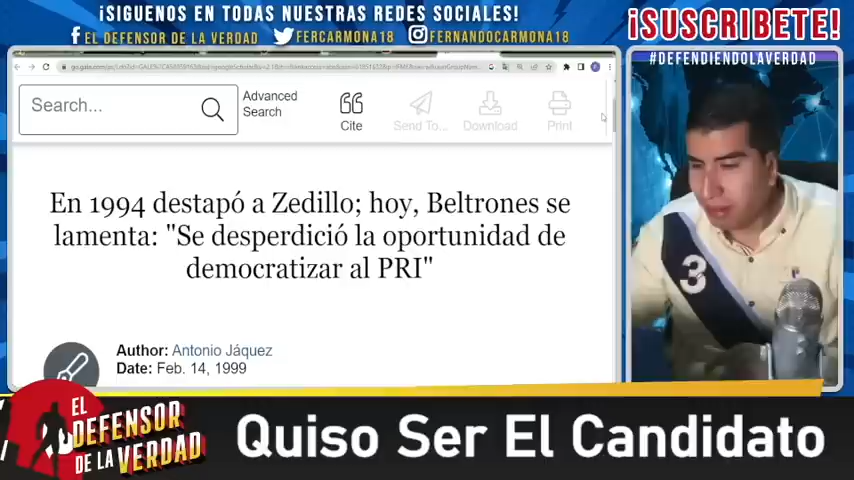 ¡SIGUENOS EN TODAS NUESTRAS REDES SOCIALES!
EL DEFENSOR DE LA VERDAD FERCARMONA18 FERNANDOCARMONA18
¡SUSCRIBETE!
#DEFENDIENDOLAVERDAD
Search...
Advanced
Search
Cite
Send To...
Download
Print
En 1994 destapó a Zedillo; hoy, Beltrones se
lamenta: "Se desperdició la oportunidad de
democratizar al PRI"
Author: Antonio Jáquez
Date: Feb. 14, 1999
3
EL
DEFENSOR
DE LA VERDAD
Quiso Ser El Candidato